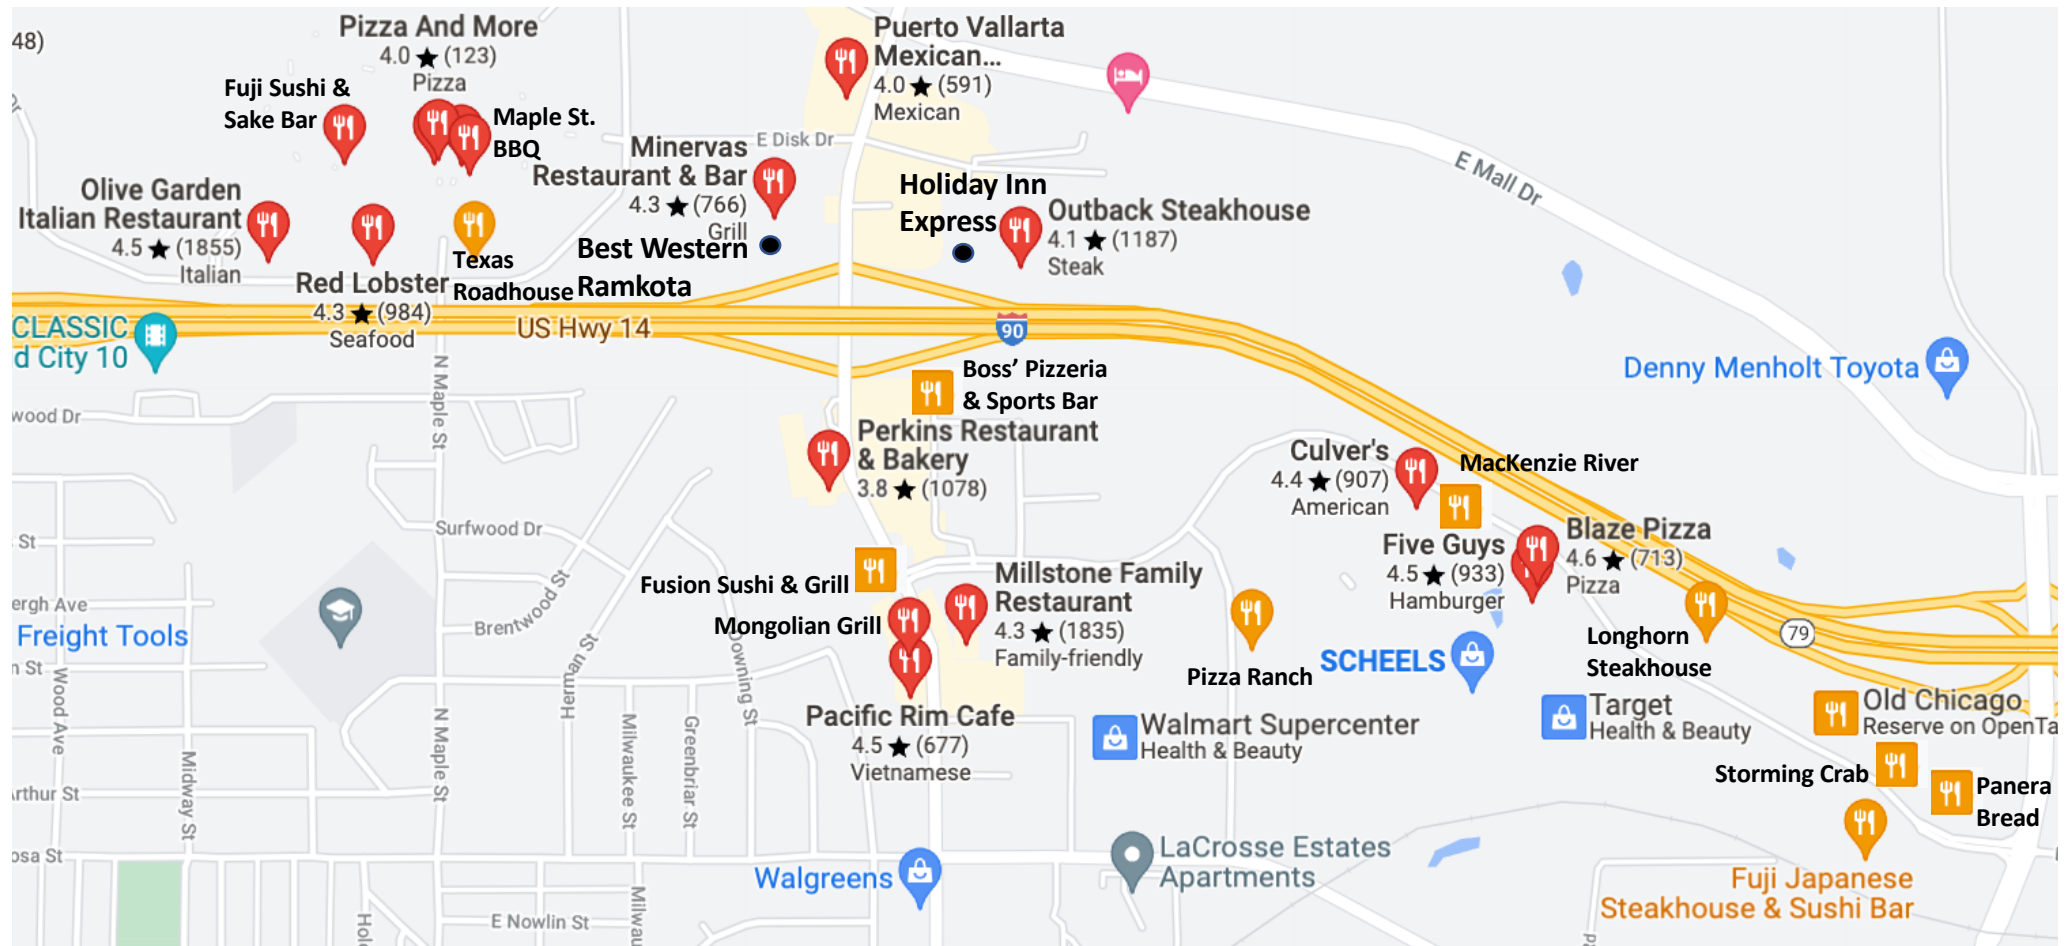 48)
Pizza And More
4.0 ★ (123)
Pizza
Fuji Sushi &
Sake Bar
Maple St.
BBQ
Puerto Vallarta
Mexican...
4.0 ★ (591)
Mexican
E Disk Dr
Minervas
Restaurant & Bar
4.3 ★ (766)
Grill
E Mall Dr
Olive Garden
Italian Restaurant
4.5 ★ (1855)
Italian
Holiday Inn
Express
Outback Steakhouse
4.1 ★ (1187)
Steak
Best Western
Ramkota
Texas
Roadhouse
Red Lobster
4.3 ★ (984)
Seafood
CLASSIC
d City 10
US Hwy 14
90
N Maple St
Boss' Pizzeria
& Sports Bar
Denny Menholt Toyota
wood Dr
Perkins Restaurant
& Bakery
3.8 ★ (1078)
Culver's
4.4 ★ (907)
American
MacKenzie River
Surfwood Dr
St
Five Guys
4.5 ★ (933)
Hamburger
Blaze Pizza
4.6 ★ (713)
Pizza
Fusion Sushi & Grill
Millstone Family
Restaurant
4.3 ★ (1835)
Family-friendly
Mongolian Grill
ergh Ave
Freight Tools
Brentwood St
Herman St
Downing St
79
Longhorn
Steakhouse
Pizza Ranch
SCHEELS
n St
Wood Ave
Pacific Rim Cafe
4.5 ★ (677)
Vietnamese
Walmart Supercenter
Health & Beauty
Target
Health & Beauty
Old Chicago
Reserve on OpenTa
N Maple St
Milwaukee St
Greenbriar St
Midway St
Arthur St
Storming Crab
Panera
Bread
osa St
Walgreens
LaCrosse Estates
Apartments
Fuji Japanese
Steakhouse & Sushi Bar
E Nowlin St
Milwau